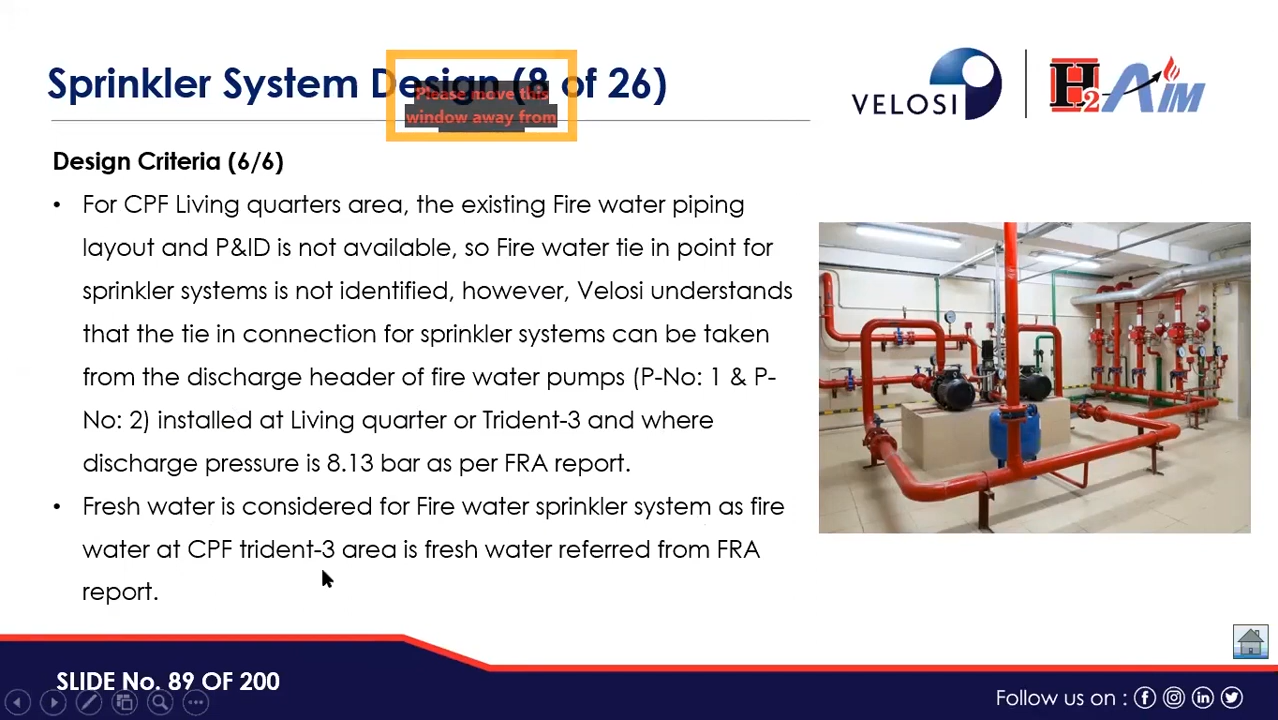 Sprinkler System Design (8 of 26)
Please move this
window away from
VELOSI
H2AIM
Design Criteria (6/6)
• For CPF Living quarters area, the existing Fire water piping
layout and P&ID is not available, so Fire water tie in point for
sprinkler systems is not identified, however, Velosi understands
that the tie in connection for sprinkler systems can be taken
from the discharge header of fire water pumps (P-No: 1 & P-
No: 2) installed at Living quarter or Trident-3 and where
discharge pressure is 8.13 bar as per FRA report.
• Fresh water is considered for Fire water sprinkler system as fire
water at CPF trident-3 area is fresh water referred from FRA
report.
SLIDE No. 89 OF 200
Follow us on :